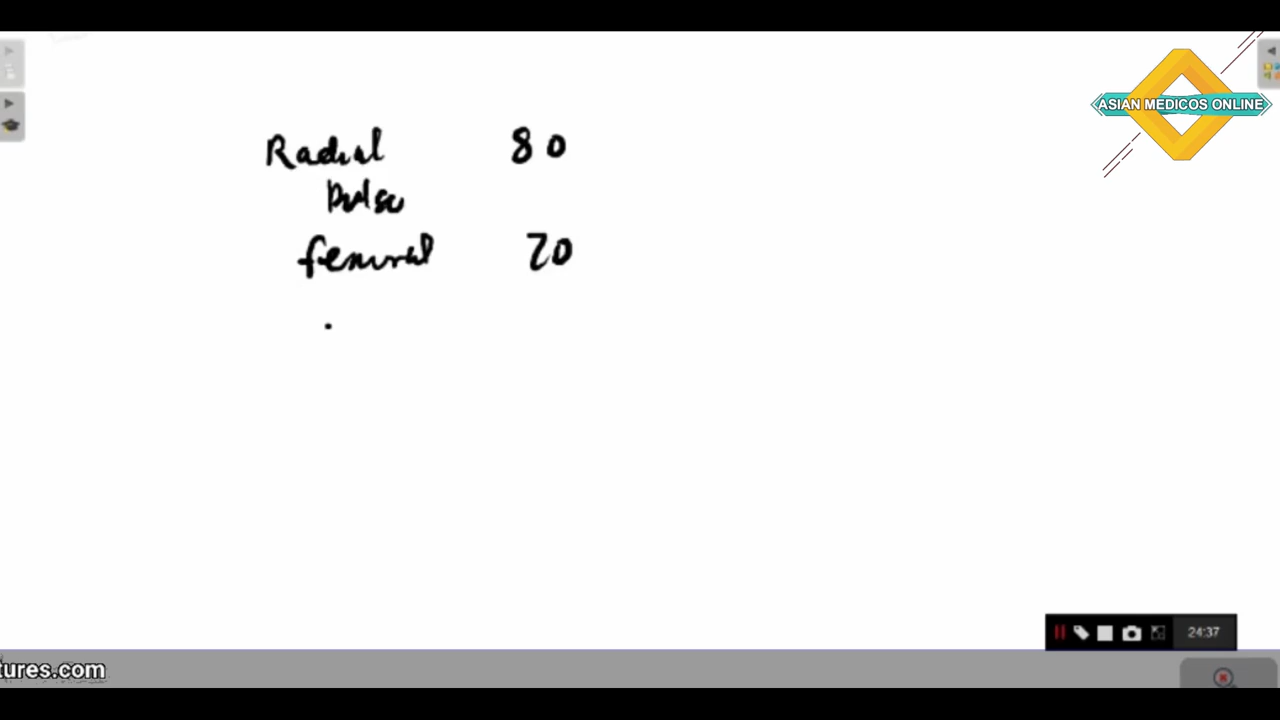 ASIAN MEDICOS ONLINE
Radial 80
Pulse
femoral 70
24:37
tures.com